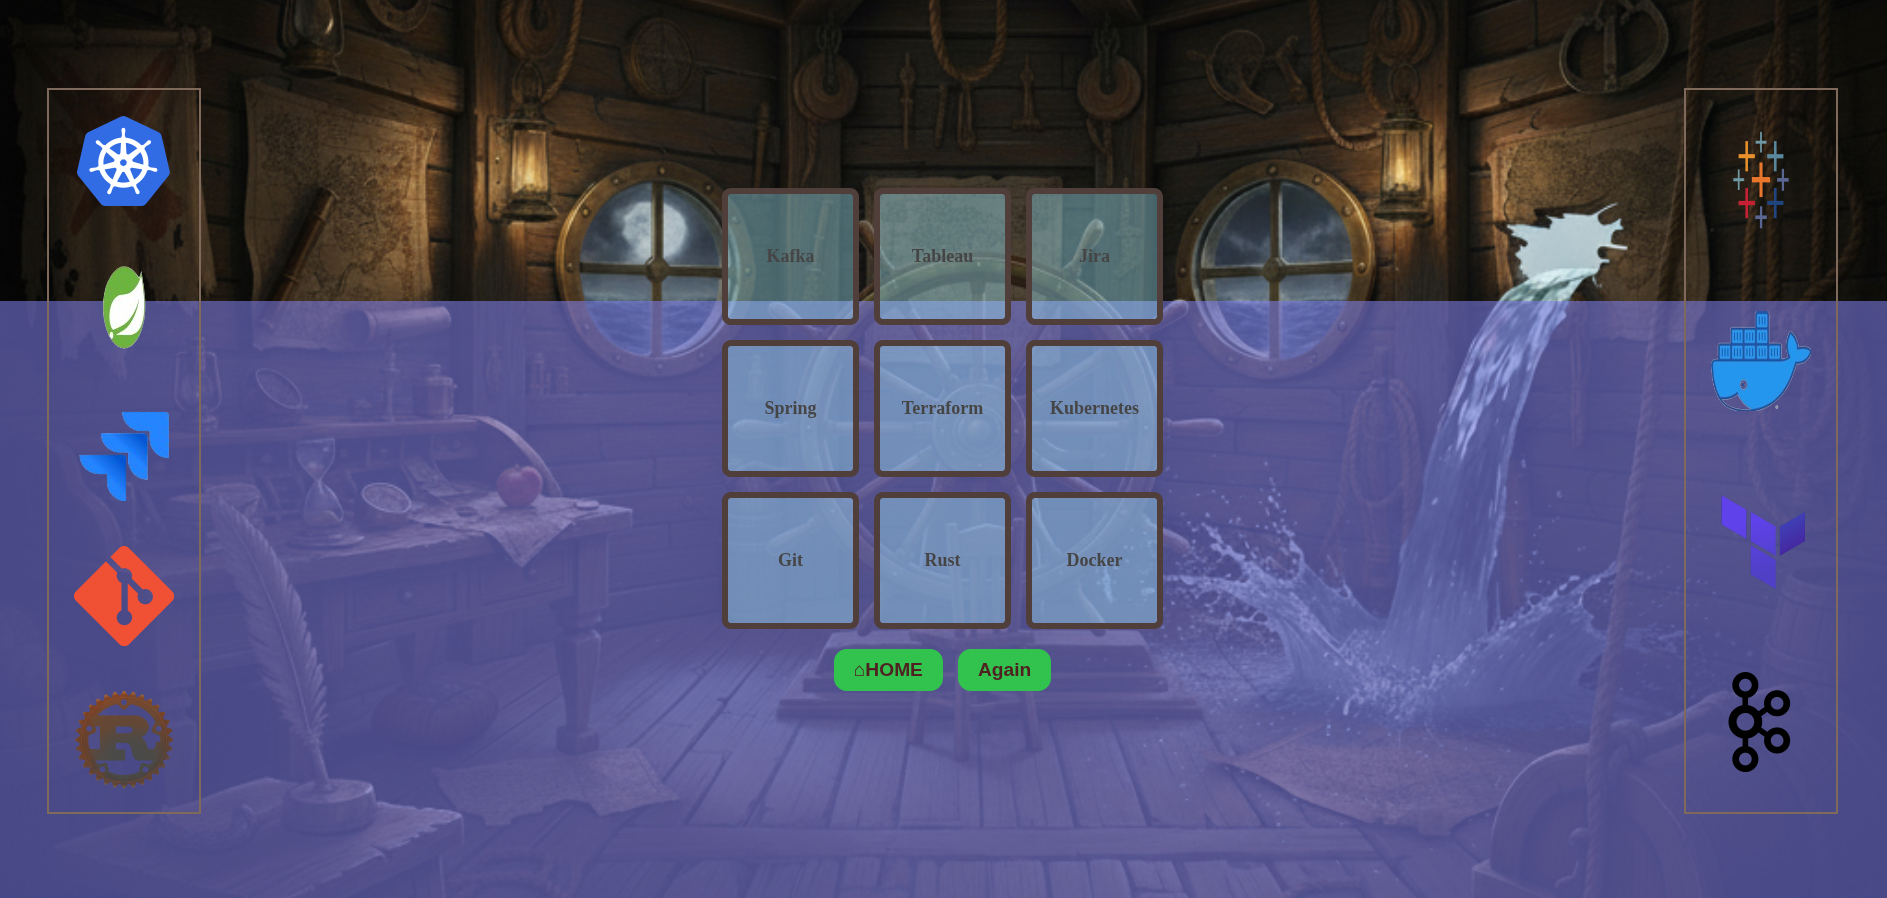 Kafka
Tableau
Jira
Spring
Terraform
Kubernetes
Git
Rust
Docker
⌂HOME
Again
R